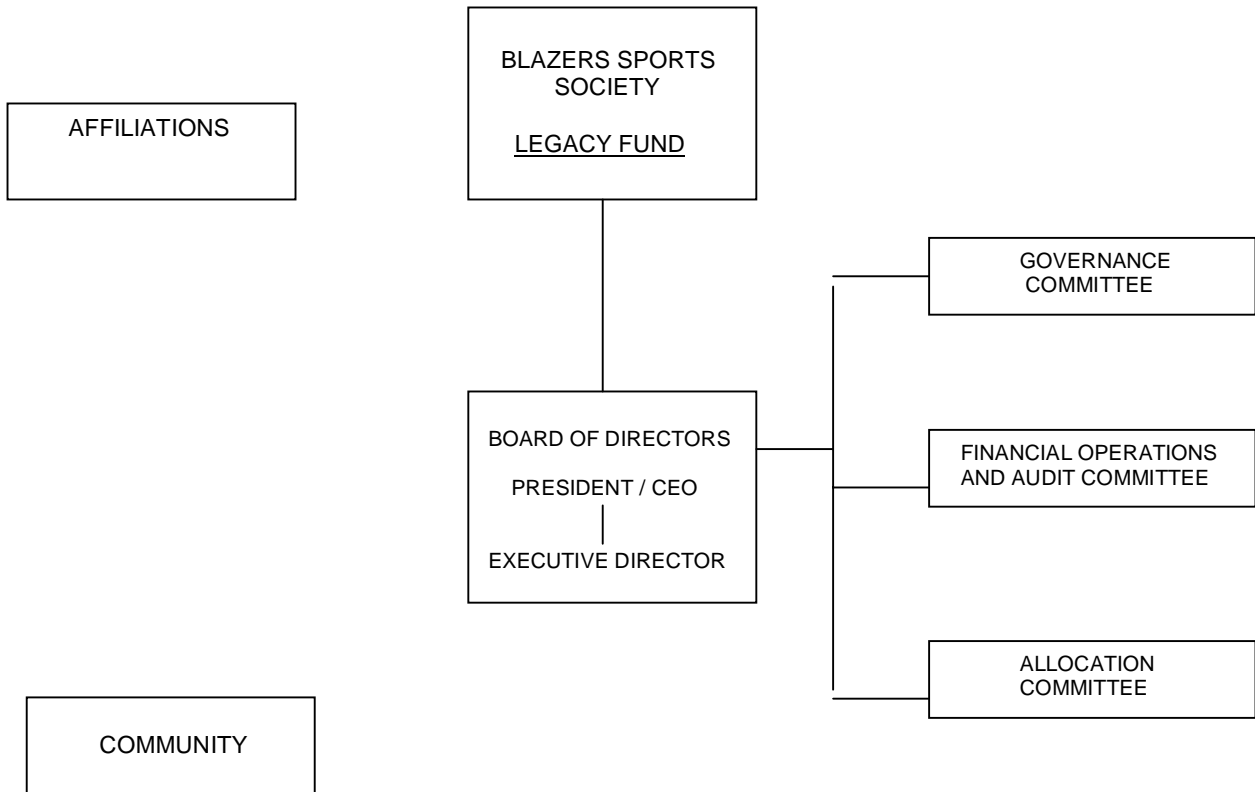 BLAZERS SPORTS
SOCIETY
LEGACY FUND
AFFILIATIONS
GOVERNANCE
COMMITTEE
BOARD OF DIRECTORS
PRESIDENT / CEO
EXECUTIVE DIRECTOR
FINANCIAL OPERATIONS
AND AUDIT COMMITTEE
ALLOCATION
COMMITTEE
COMMUNITY